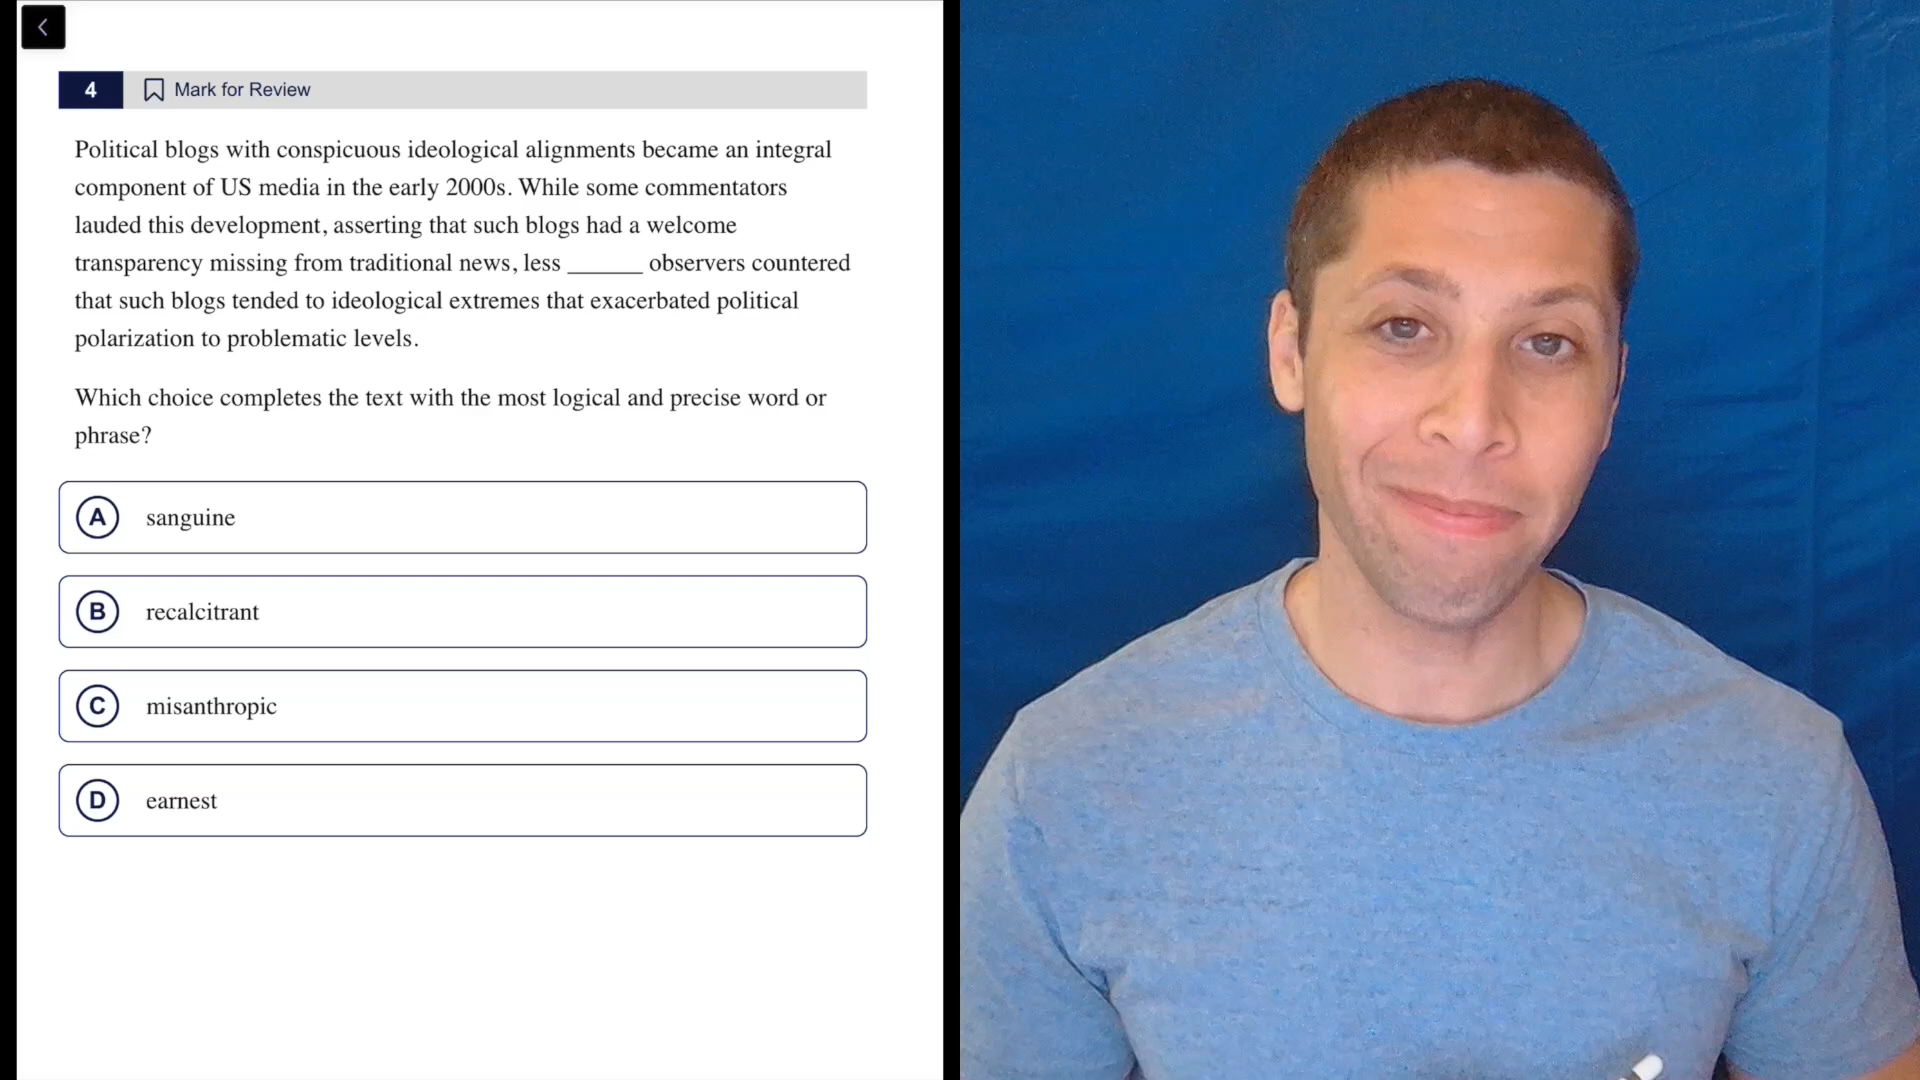 4 Mark for Review
Political blogs with conspicuous ideological alignments became an integral
component of US media in the early 2000s. While some commentators
lauded this development, asserting that such blogs had a welcome
transparency missing from traditional news, less ______ observers countered
that such blogs tended to ideological extremes that exacerbated political
polarization to problematic levels.
Which choice completes the text with the most logical and precise word or
phrase?
A sanguine
B recalcitrant
C misanthropic
D earnest